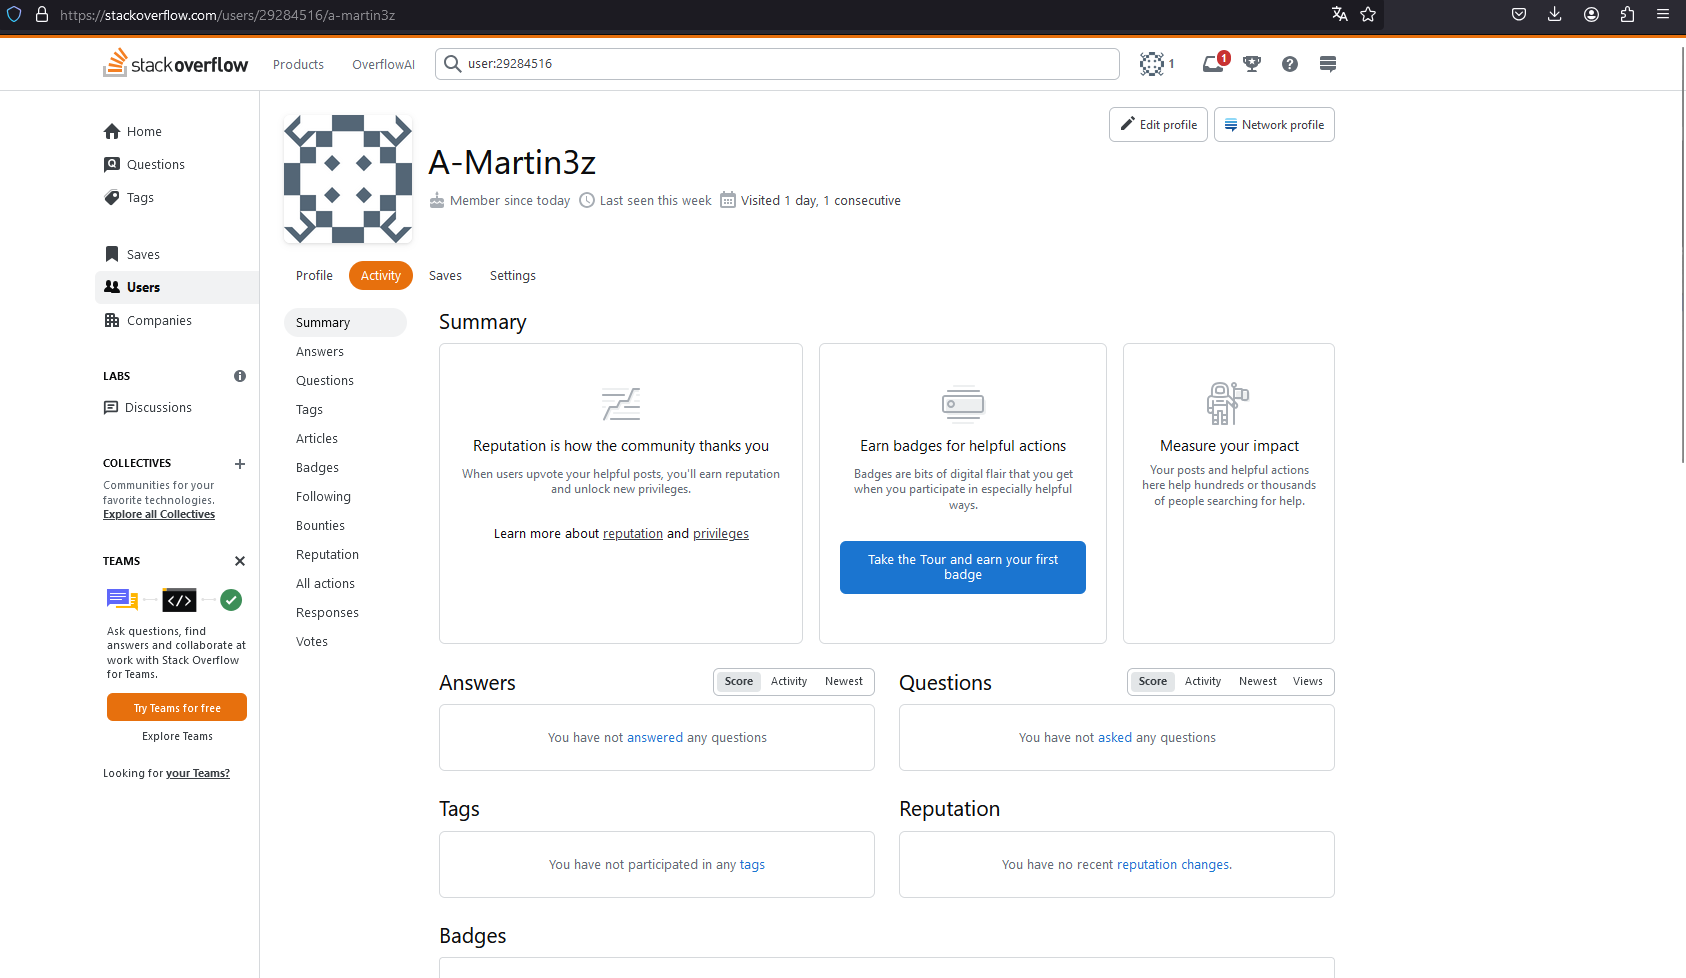 https://stackoverflow.com/users/29284516/a-martin3z
stackoverflow
Products
OverflowAI
user:29284516
1
1
Home
Questions
Tags
Saves
Users
Companies
LABS
Discussions
COLLECTIVES
Communities for your
favorite technologies.
Explore all Collectives
TEAMS
Ask questions, find
answers and collaborate at
work with Stack Overflow
for Teams.
Try Teams for free
Explore Teams
Looking for your Teams?
Edit profile
Network profile
A-Martin3z
Member since today
Last seen this week
Visited 1 day, 1 consecutive
Profile
Activity
Saves
Settings
Summary
Answers
Questions
Tags
Articles
Badges
Following
Bounties
Reputation
All actions
Responses
Votes
Summary
Reputation is how the community thanks you
When users upvote your helpful posts, you'll earn reputation
and unlock new privileges.
Learn more about reputation and privileges
Earn badges for helpful actions
Badges are bits of digital flair that you get
when you participate in especially helpful
ways.
Take the Tour and earn your first
badge
Measure your impact
Your posts and helpful actions
here help hundreds or thousands
of people searching for help.
Answers
Score Activity Newest
You have not answered any questions
Questions
Score Activity Newest Views
You have not asked any questions
Tags
You have not participated in any tags
Reputation
You have no recent reputation changes.
Badges